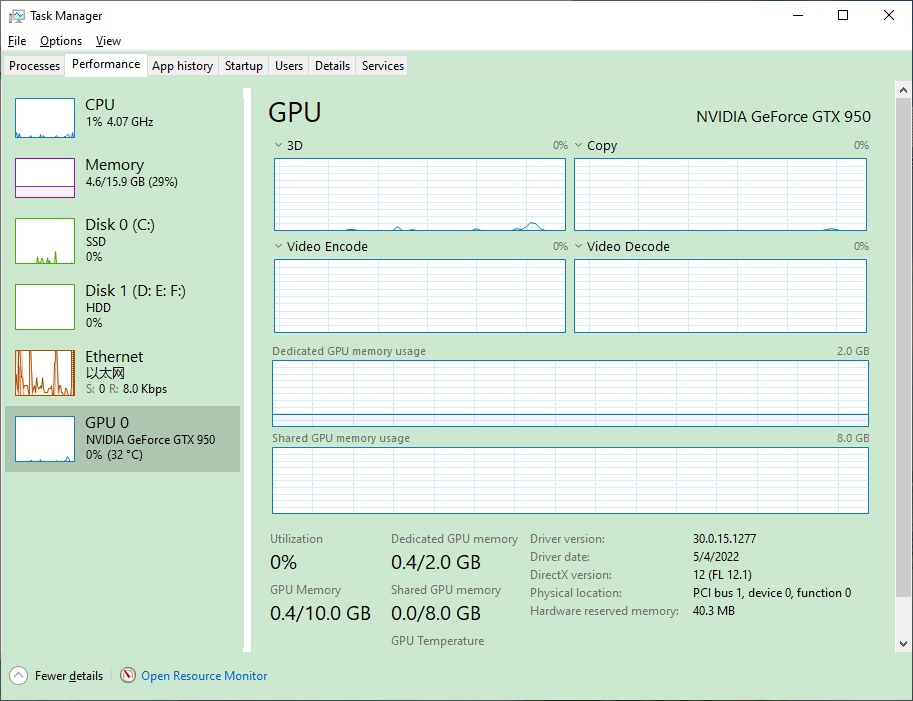 Task Manager
File Options View
Processes Performance App history Startup Users Details Services
CPU
1% 4.07 GHz
Memory
4.6/15.9 GB (29%)
Disk 0 (C:)
SSD
0%
Disk 1 (D: E: F:)
HDD
0%
Ethernet
以太网
S: 0 R: 8.0 Kbps
GPU 0
NVIDIA GeForce GTX 950
0% (32 °C)
GPU NVIDIA GeForce GTX 950
3D 0% Copy 0%
Video Encode 0% Video Decode 0%
Dedicated GPU memory usage 2.0 GB
Shared GPU memory usage 8.0 GB
Utilization
0%
Dedicated GPU memory
0.4/2.0 GB
GPU Memory
0.4/10.0 GB
Shared GPU memory
0.0/8.0 GB
GPU Temperature
Driver version: 30.0.15.1277
Driver date: 5/4/2022
DirectX version: 12 (FL 12.1)
Physical location: PCI bus 1, device 0, function 0
Hardware reserved memory: 40.3 MB
Fewer details Open Resource Monitor